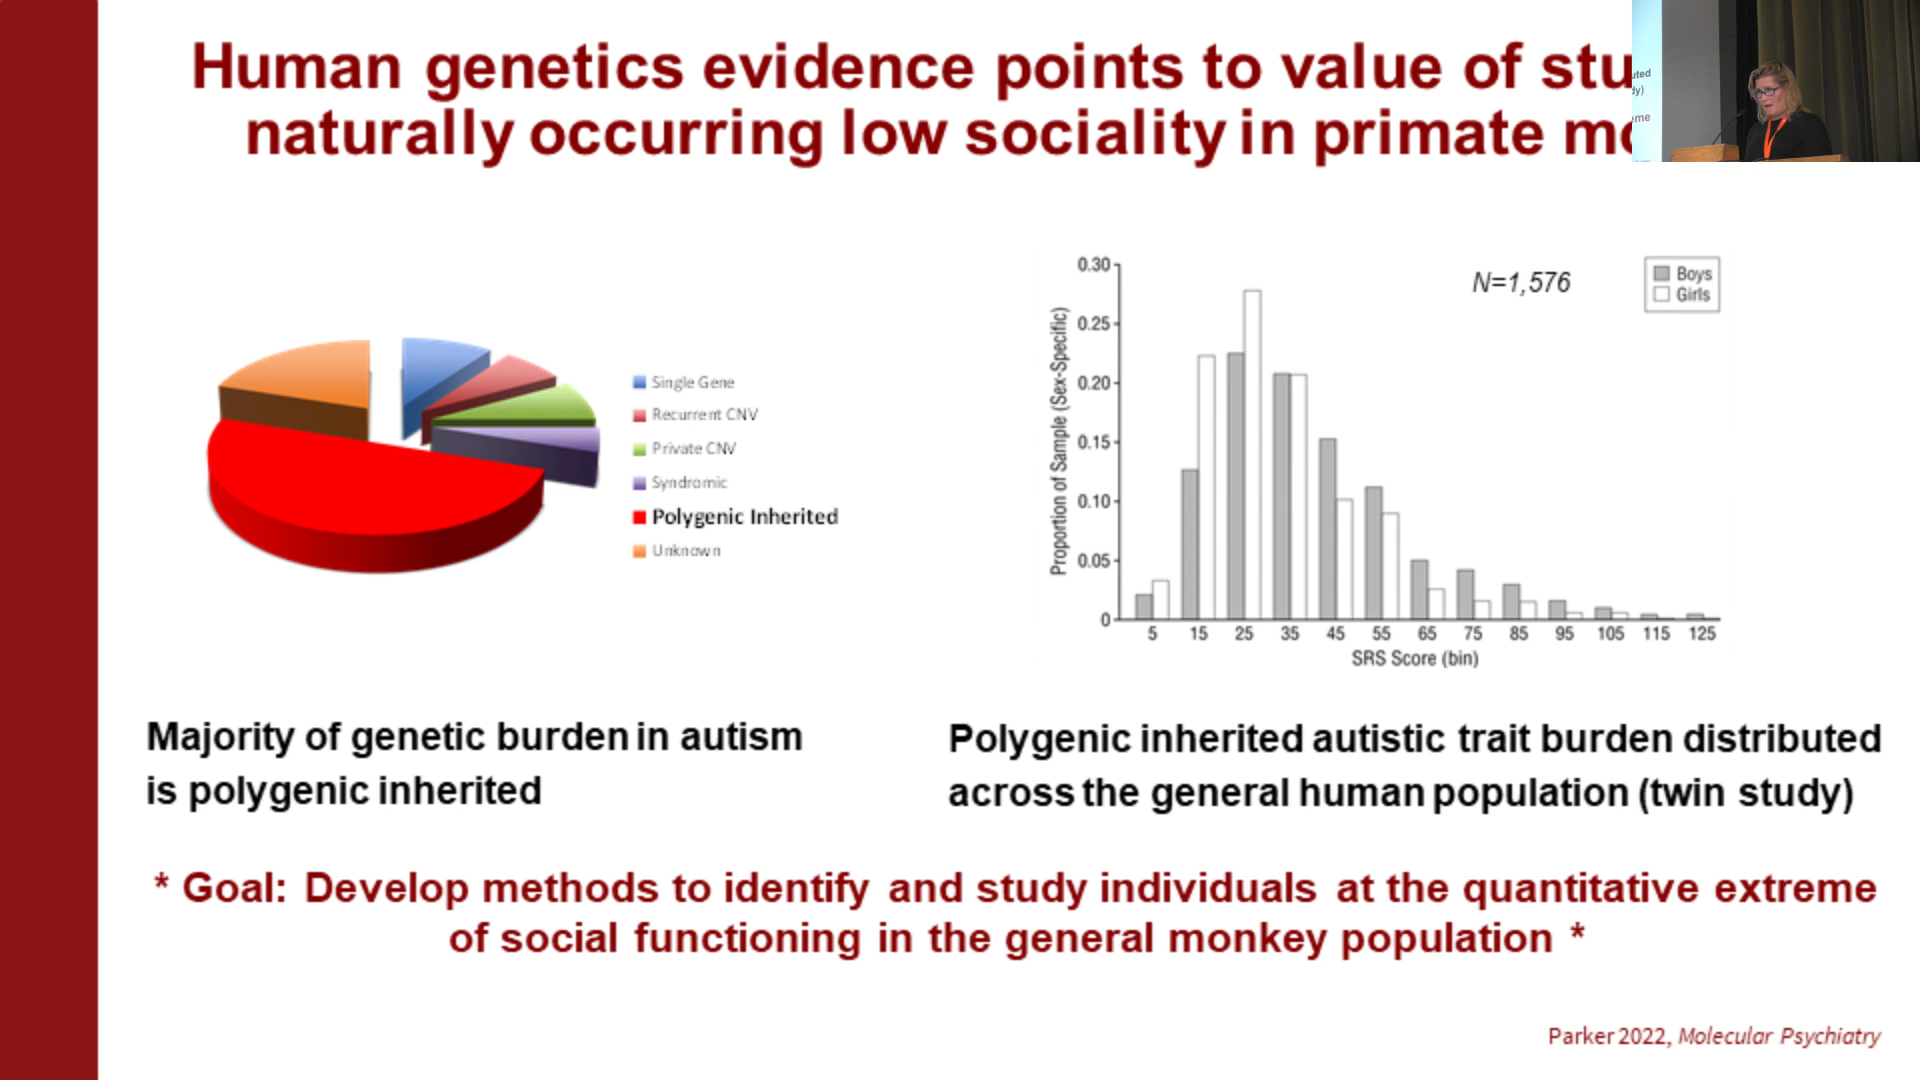 Human genetics evidence points to value of stu
naturally occurring low sociality in primate mo
uted
dy)
eme
Single Gene
Recurrent CNV
Private CNV
Syndromic
Polygenic Inherited
Unknown
N=1,576
Boys
Girls
Proportion of Sample (Sex-Specific)
0.30
0.25
0.20
0.15
0.10
0.05
0
5 15 25 35 45 55 65 75 85 95 105 115 125
SRS Score (bin)
Majority of genetic burden in autism
is polygenic inherited
Polygenic inherited autistic trait burden distributed
across the general human population (twin study)
* Goal: Develop methods to identify and study individuals at the quantitative extreme
of social functioning in the general monkey population *
Parker 2022, Molecular Psychiatry